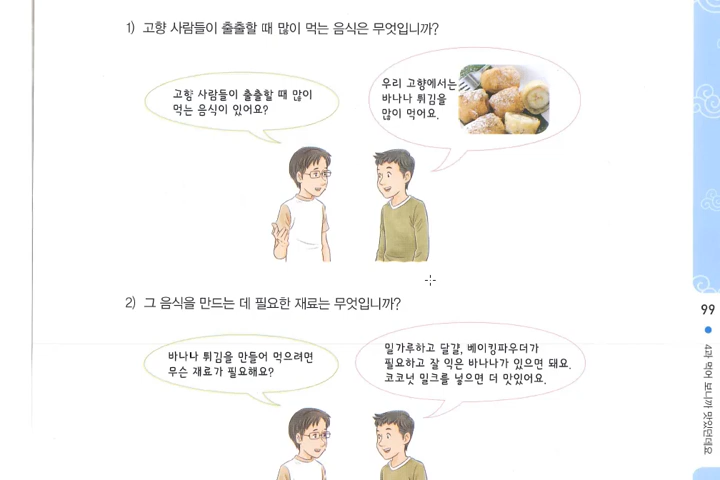 1) 고향 사람들이 출출할 때 많이 먹는 음식은 무엇입니까?
고향 사람들이 출출할 때 많이
먹는 음식이 있어요?
우리 고향에서는
바나나 튀김을
많이 먹어요.
2) 그 음식을 만드는 데 필요한 재료는 무엇입니까?
바나나 튀김을 만들어 먹으려면
무슨 재료가 필요해요?
밀가루하고 달걀, 베이킹파우더가
필요하고 잘 익은 바나나가 있으면 돼요.
코코넛 밀크를 넣으면 더 맛있어요.
99
4과 먹어 보니까 맛있던데요